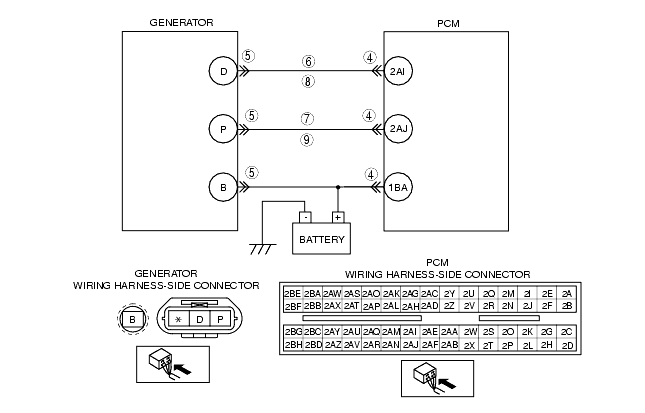 GENERATOR PCM
5 6 4
D 8 2AI
5 7 4
P 9 2AJ
5 4
B 1BA
- +
BATTERY
GENERATOR
WIRING HARNESS-SIDE CONNECTOR
B * D P
PCM
WIRING HARNESS-SIDE CONNECTOR
2BE 2BA 2AW 2AS 2AO 2AK 2AG 2AC 2Y 2U 2Q 2M 2I 2E 2A
2BF 2BB 2AX 2AT 2AP 2AL 2AH 2AD 2Z 2V 2R 2N 2J 2F 2B
2BG 2BC 2AY 2AU 2AQ 2AM 2AI 2AE 2AA 2W 2S 2O 2K 2G 2C
2BH 2BD 2AZ 2AV 2AR 2AN 2AJ 2AF 2AB 2X 2T 2P 2L 2H 2D